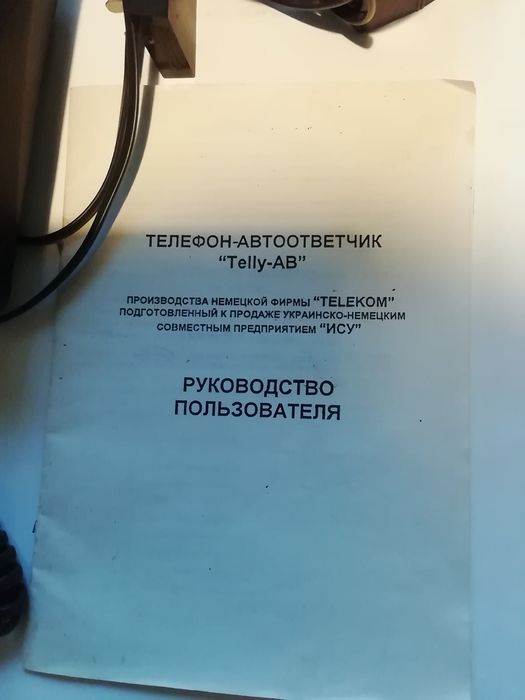 ТЕЛЕФОН-АВТООТВЕТЧИК
“Telly-AB”
ПРОИЗВОДСТВА НЕМЕЦКОЙ ФИРМЫ “TELEKOM”
ПОДГОТОВЛЕННЫЙ К ПРОДАЖЕ УКРАИНСКО-НЕМЕЦКИМ
СОВМЕСТНЫМ ПРЕДПРИЯТИЕМ “ИСУ”
РУКОВОДСТВО
ПОЛЬЗОВАТЕЛЯ